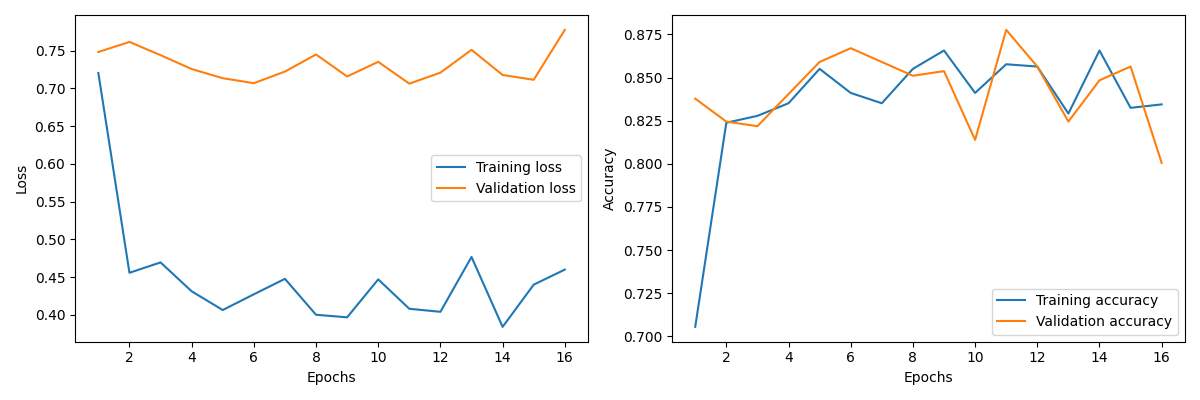 0.75
0.70
0.65
0.60
0.55
0.50
0.45
0.40
Loss
Training loss
Validation loss
2 4 6 8 10 12 14 16
Epochs
0.875
0.850
0.825
0.800
0.775
0.750
0.725
0.700
Accuracy
Training accuracy
Validation accuracy
2 4 6 8 10 12 14 16
Epochs